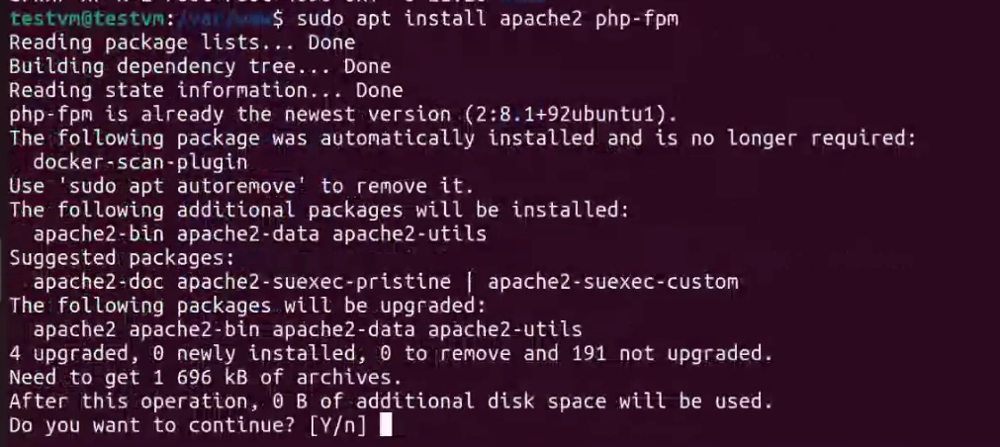 testvm@testvm:/var/www$ sudo apt install apache2 php-fpm
Reading package lists... Done
Building dependency tree... Done
Reading state information... Done
php-fpm is already the newest version (2:8.1+92ubuntu1).
The following package was automatically installed and is no longer required:
  docker-scan-plugin
Use 'sudo apt autoremove' to remove it.
The following additional packages will be installed:
  apache2-bin apache2-data apache2-utils
Suggested packages:
  apache2-doc apache2-suexec-pristine | apache2-suexec-custom
The following packages will be upgraded:
  apache2 apache2-bin apache2-data apache2-utils
4 upgraded, 0 newly installed, 0 to remove and 191 not upgraded.
Need to get 1 696 kB of archives.
After this operation, 0 B of additional disk space will be used.
Do you want to continue? [Y/n]